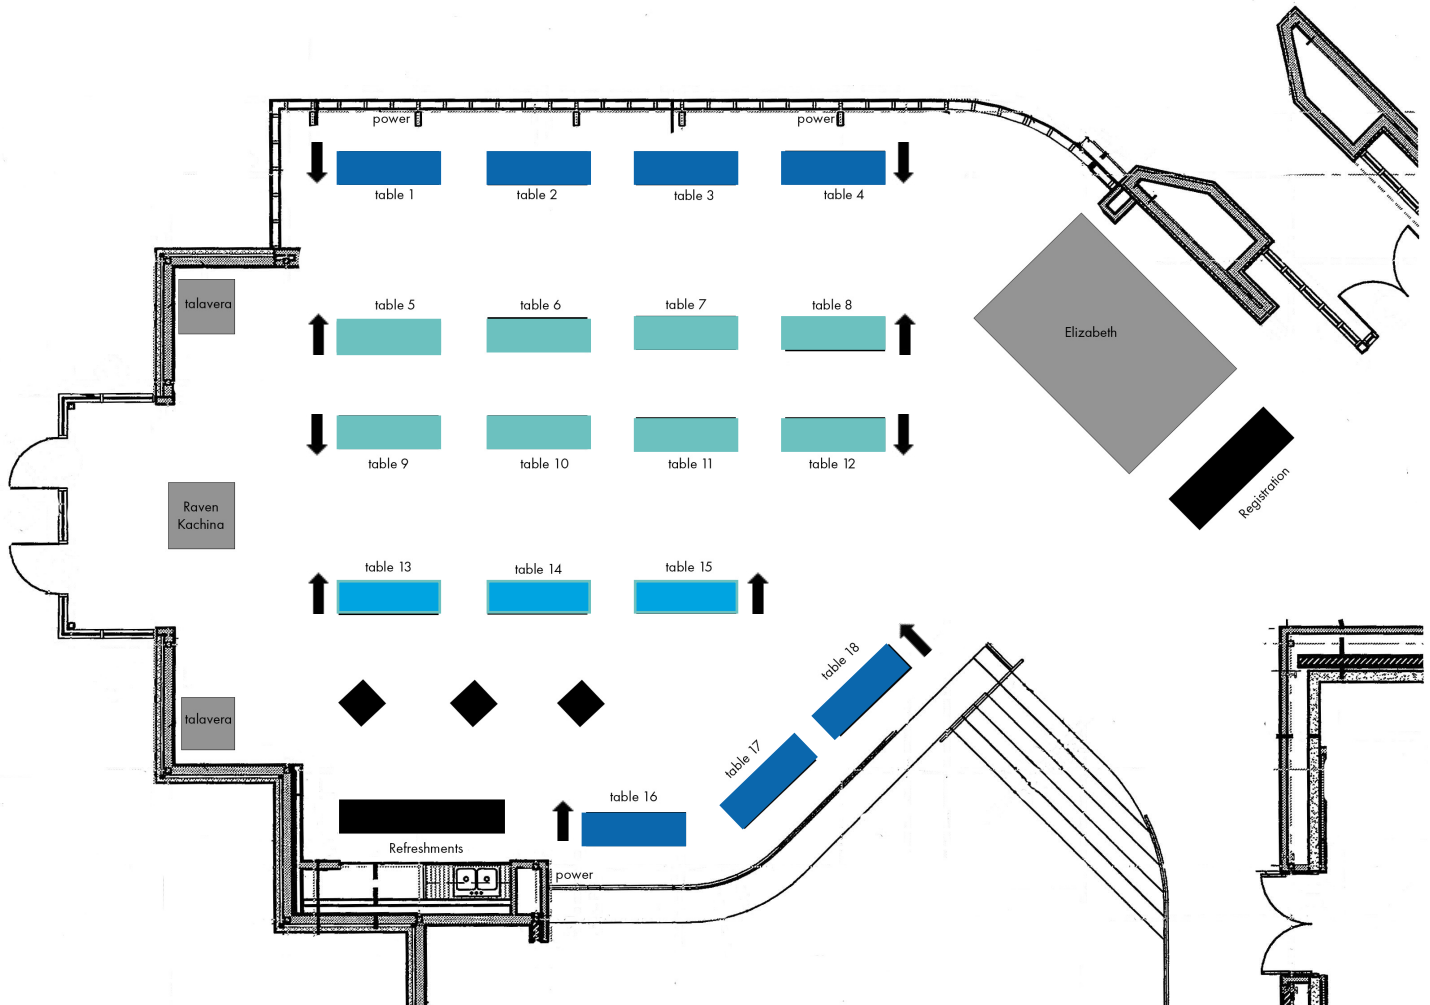 power
power
table 1
table 2
table 3
table 4
talavera
table 5
table 6
table 7
table 8
Elizabeth
table 9
table 10
table 11
table 12
Registration
Raven
Kachina
table 13
table 14
table 15
table 18
talavera
table 17
table 16
Refreshments
power